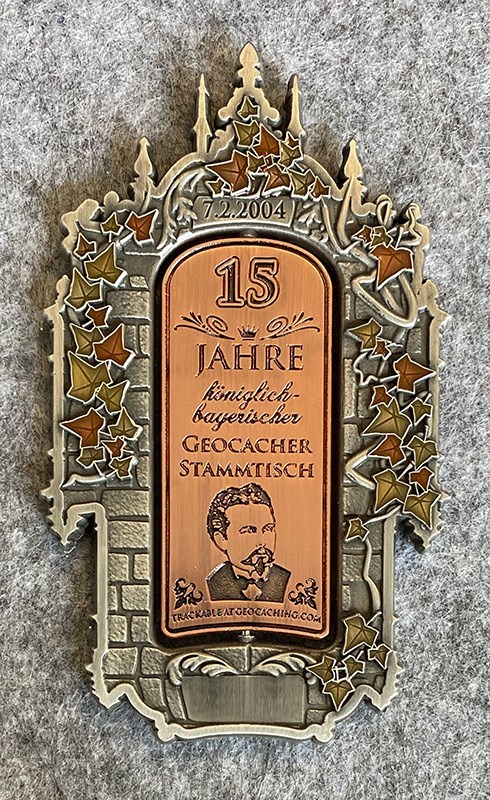 7.2.2004
15
JAHRE
königlich-
bayerischer
GEOCACHER
STAMMTISCH
TRACKABLE AT GEOCACHING.COM